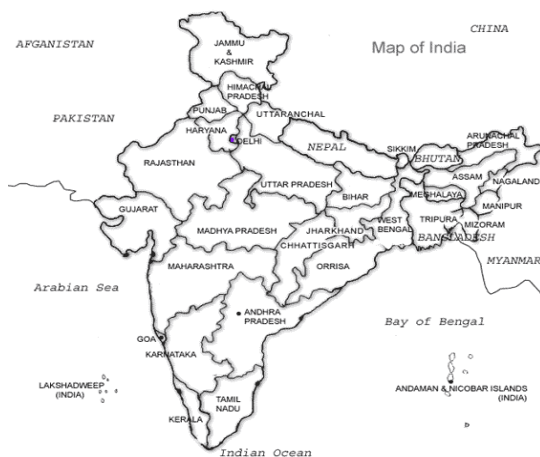 CHINA
AFGANISTAN
Map of India
JAMMU
&
KASHMIR
HIMACHAL
PRADESH
PUNJAB
UTTARANCHAL
PAKISTAN
HARYANA
DELHI
ARUNACHAL
PRADESH
NEPAL
SIKKIM
BHUTAN
RAJASTHAN
ASSAM
NAGALAND
UTTAR PRADESH
BIHAR
MEGHALAYA
MANIPUR
GUJARAT
TRIPURA
MIZORAM
WEST
BENGAL
MADHYA PRADESH
JHARKHAND
BANGLADESH
CHHATTISGARH
MYANMAR
MAHARASHTRA
ORRISA
Arabian Sea
ANDHRA
PRADESH
Bay of Bengal
GOA
KARNATAKA
LAKSHADWEEP
(INDIA)
ANDAMAN & NICOBAR ISLANDS
(INDIA)
TAMIL
NADU
KERALA
Indian Ocean